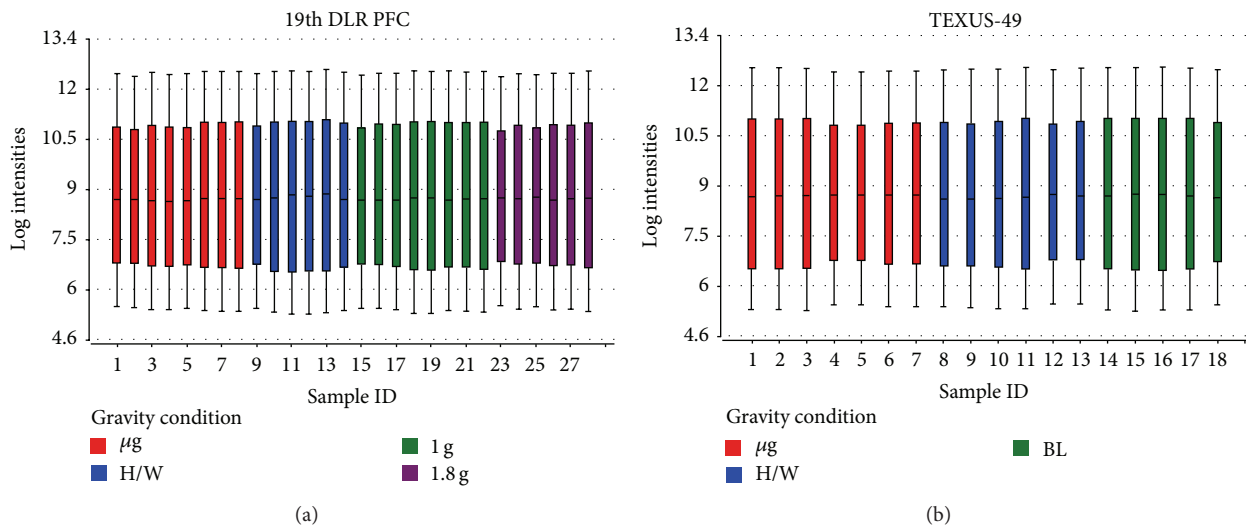 19th DLR PFC
13.4
12
10.5
9
7.5
6
4.6
Log intensities
1 3 5 7 9 11 13 15 17 19 21 23 25 27
Sample ID
Gravity condition
μg
H/W
1 g
1.8 g
(a)
TEXUS-49
13.4
12
10.5
9
7.5
6
4.6
Log intensities
1 2 3 4 5 6 7 8 9 10 11 12 13 14 15 16 17 18
Sample ID
Gravity condition
μg
H/W
BL
(b)